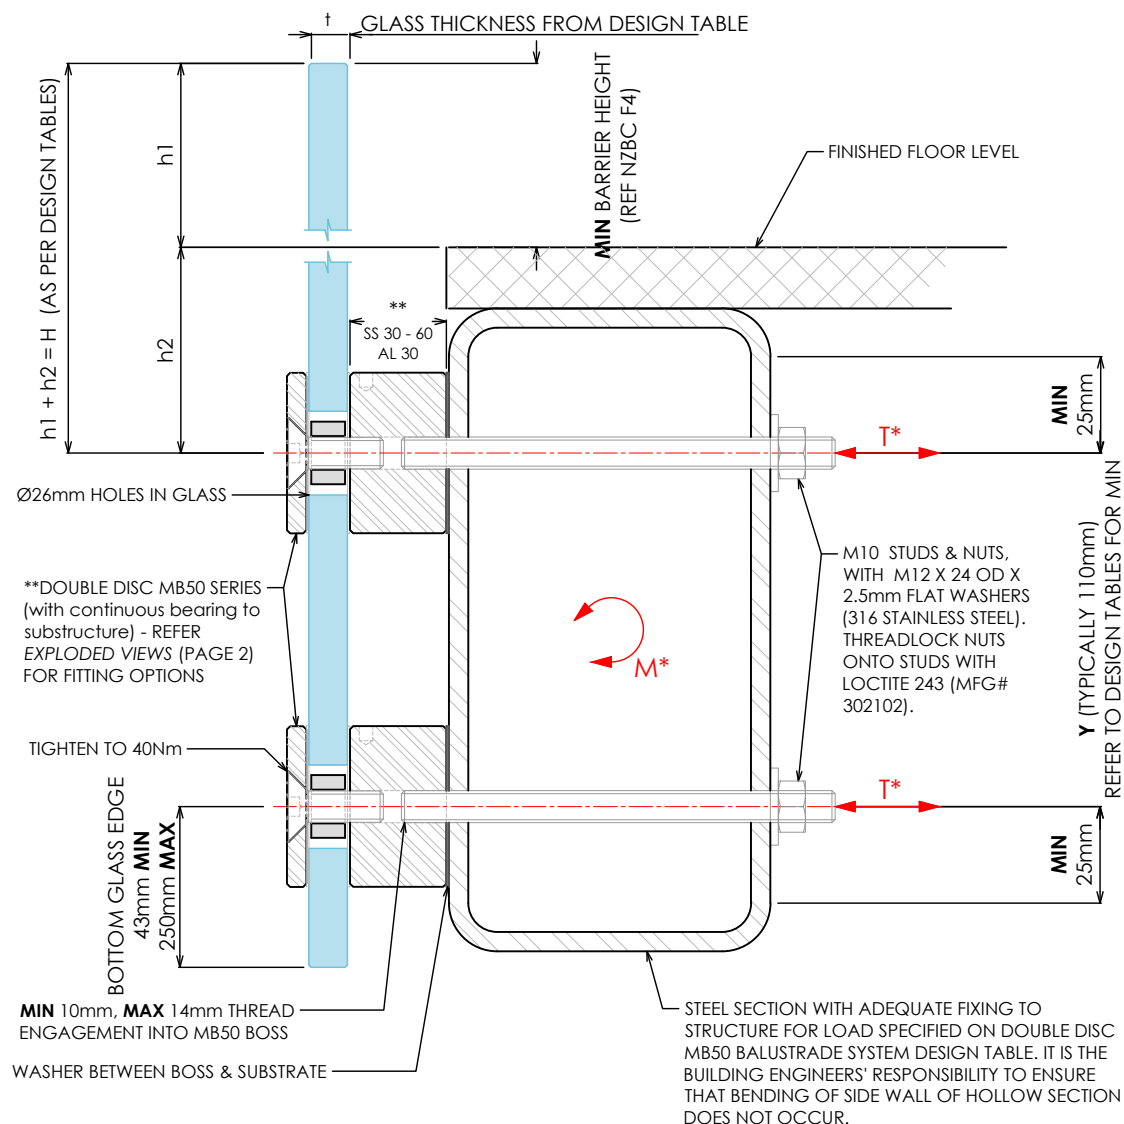 t
GLASS THICKNESS FROM DESIGN TABLE
h1 + h2 = H (AS PER DESIGN TABLES)
h1
h2
MIN BARRIER HEIGHT
(REF NZBC F4)
FINISHED FLOOR LEVEL
**
SS 30 - 60
AL 30
MIN
25mm
T*
Ø26mm HOLES IN GLASS
**DOUBLE DISC MB50 SERIES
(with continuous bearing to
substructure) - REFER
EXPLODED VIEWS (PAGE 2)
FOR FITTING OPTIONS
M10 STUDS & NUTS,
WITH M12 X 24 OD X
2.5mm FLAT WASHERS
(316 STAINLESS STEEL).
THREADLOCK NUTS
ONTO STUDS WITH
LOCTITE 243 (MFG#
302102).
Y (TYPICALLY 110mm)
REFER TO DESIGN TABLES FOR MIN
M*
TIGHTEN TO 40Nm
T*
BOTTOM GLASS EDGE
43mm MIN
250mm MAX
MIN
25mm
MIN 10mm, MAX 14mm THREAD
ENGAGEMENT INTO MB50 BOSS
WASHER BETWEEN BOSS & SUBSTRATE
STEEL SECTION WITH ADEQUATE FIXING TO
STRUCTURE FOR LOAD SPECIFIED ON DOUBLE DISC
MB50 BALUSTRADE SYSTEM DESIGN TABLE. IT IS THE
BUILDING ENGINEERS' RESPONSIBILITY TO ENSURE
THAT BENDING OF SIDE WALL OF HOLLOW SECTION
DOES NOT OCCUR.